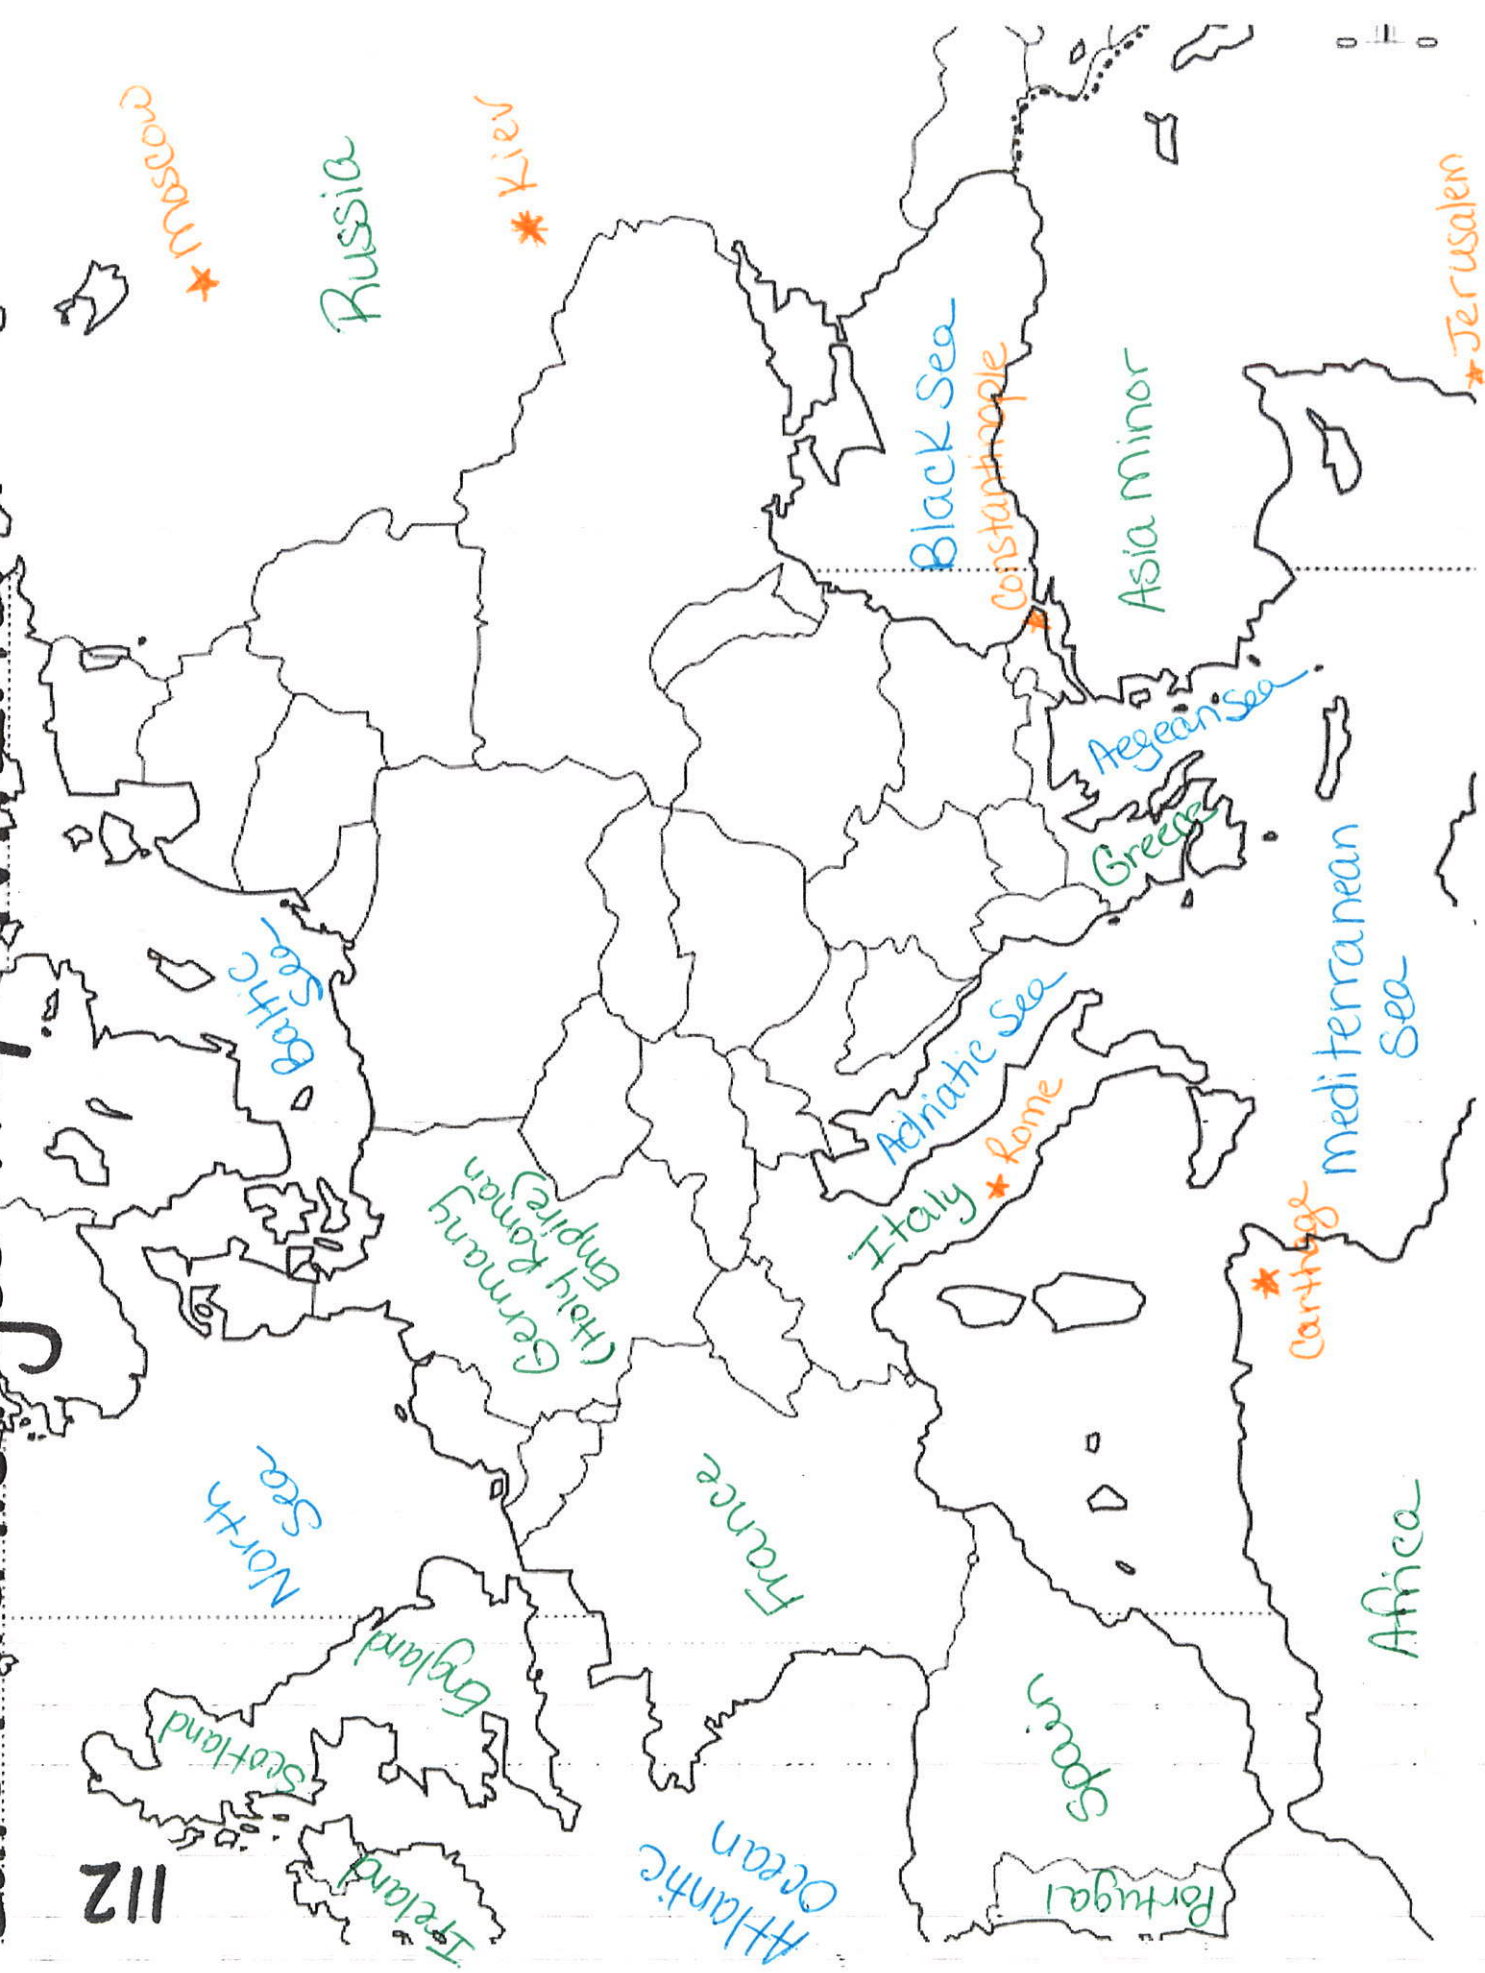 112
Scotland
England
Ireland
North
Sea
Baltic
Sea
moscow
Russia
Kiev
Atlantic
Ocean
France
Germany
(Holy Roman
Empire)
Portugal
Spain
Italy
Rome
Adriatic Sea
Greece
Aegean Sea
Black Sea
Constantinople
Asia minor
Carthage
mediterranean
Sea
Africa
Jerusalem